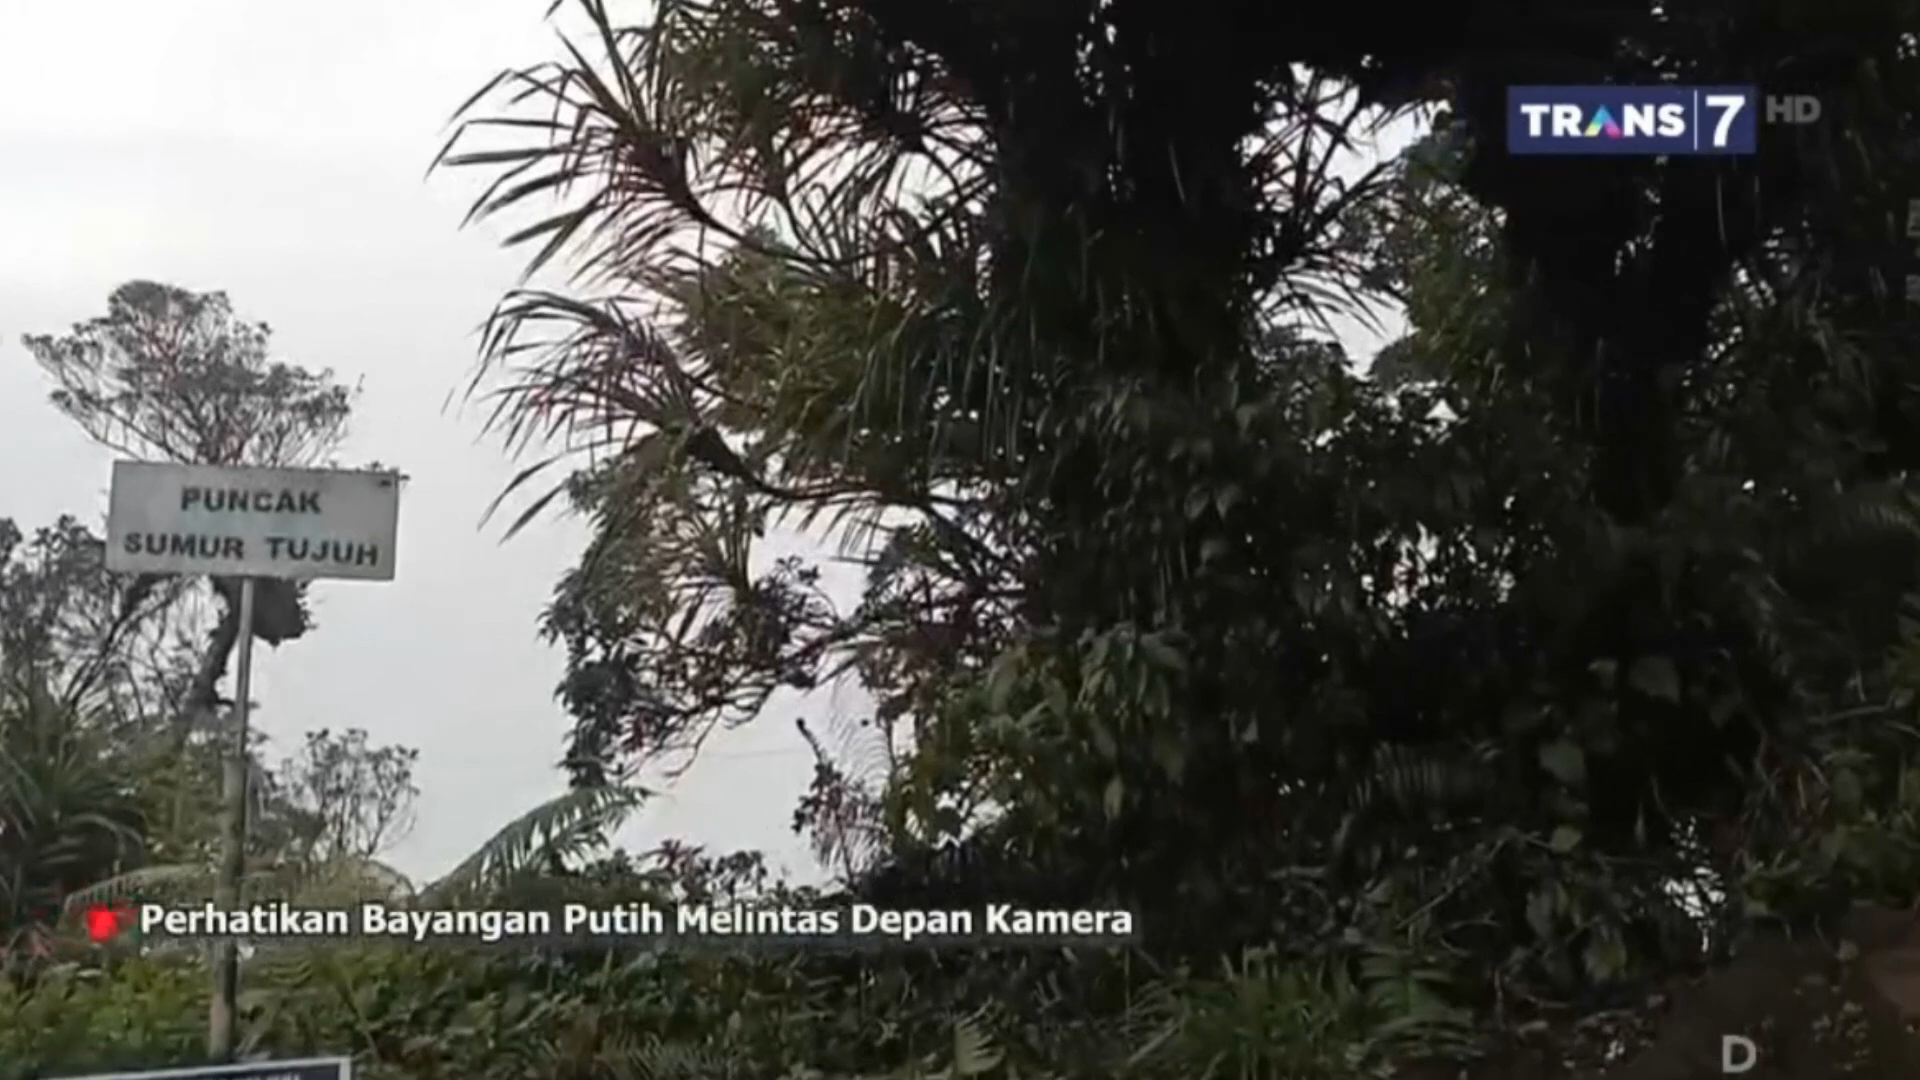 TRANS|7 HD
PUNCAK
SUMUR TUJUH
Perhatikan Bayangan Putih Melintas Depan Kamera
D